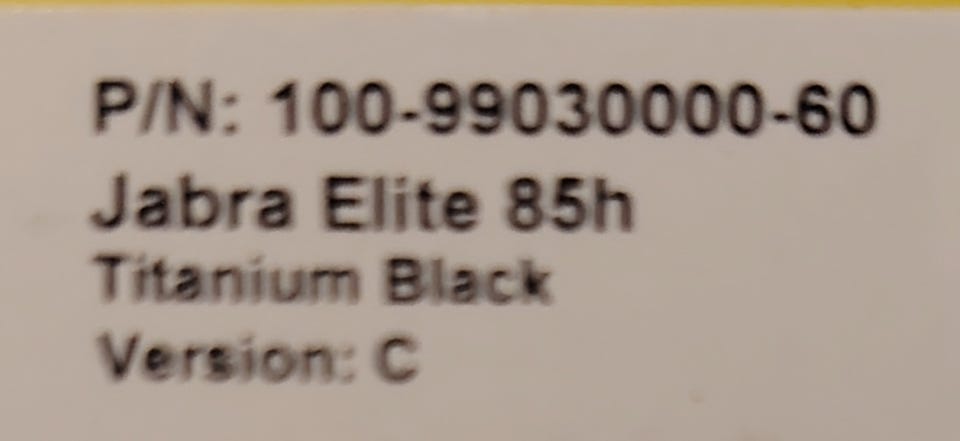 P/N: 100-99030000-60
Jabra Elite 85h
Titanium Black
Version: C